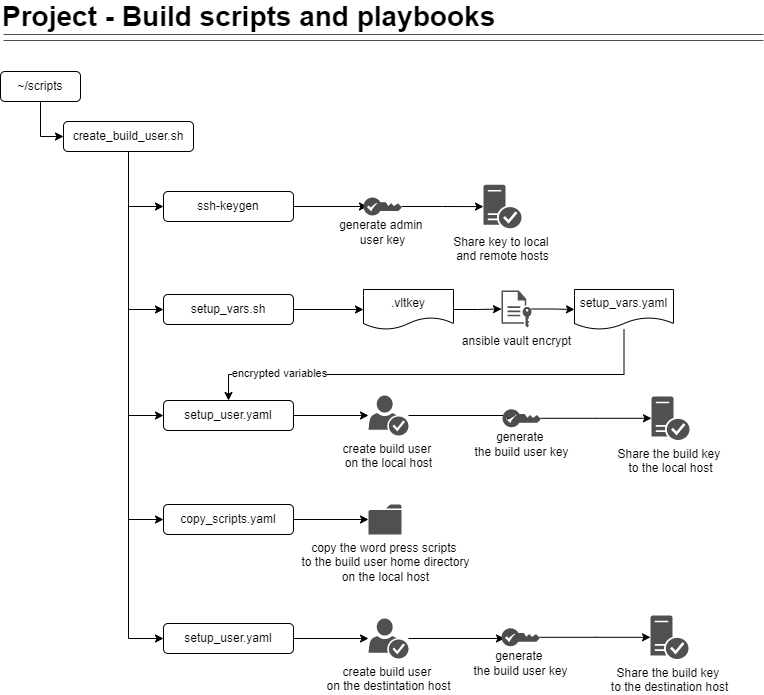 Project - Build scripts and playbooks
~/scripts
create_build_user.sh
ssh-keygen
generate admin
user key
Share key to local
and remote hosts
setup_vars.sh
.vltkey
ansible vault encrypt
setup_vars.yaml
encrypted variables
setup_user.yaml
create build user
on the local host
generate
the build user key
Share the build key
to the local host
copy_scripts.yaml
copy the word press scripts
to the build user home directory
on the local host
setup_user.yaml
create build user
on the destintation host
generate
the build user key
Share the build key
to the destination host